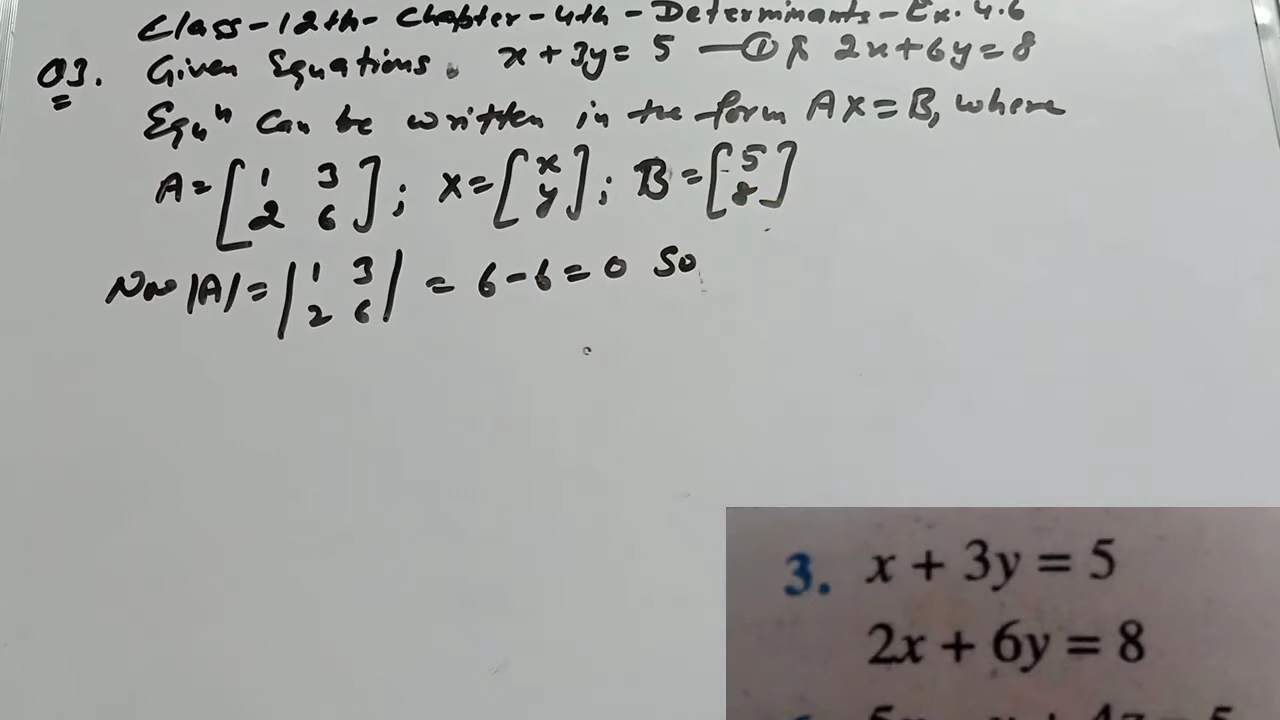 Class-12th-Chapter-4th-Determinants-Ex.4.6
Q3. Given Equations. x+3y=5 —① & 2x+6y=8
Equⁿ can be written in the form AX=B, where
A=[1 3; 2 6]; X=[x; y]; B=[5; 8]
Now |A|=|1 3; 2 6| = 6-6=0 So
3. x + 3y = 5
2x + 6y = 8